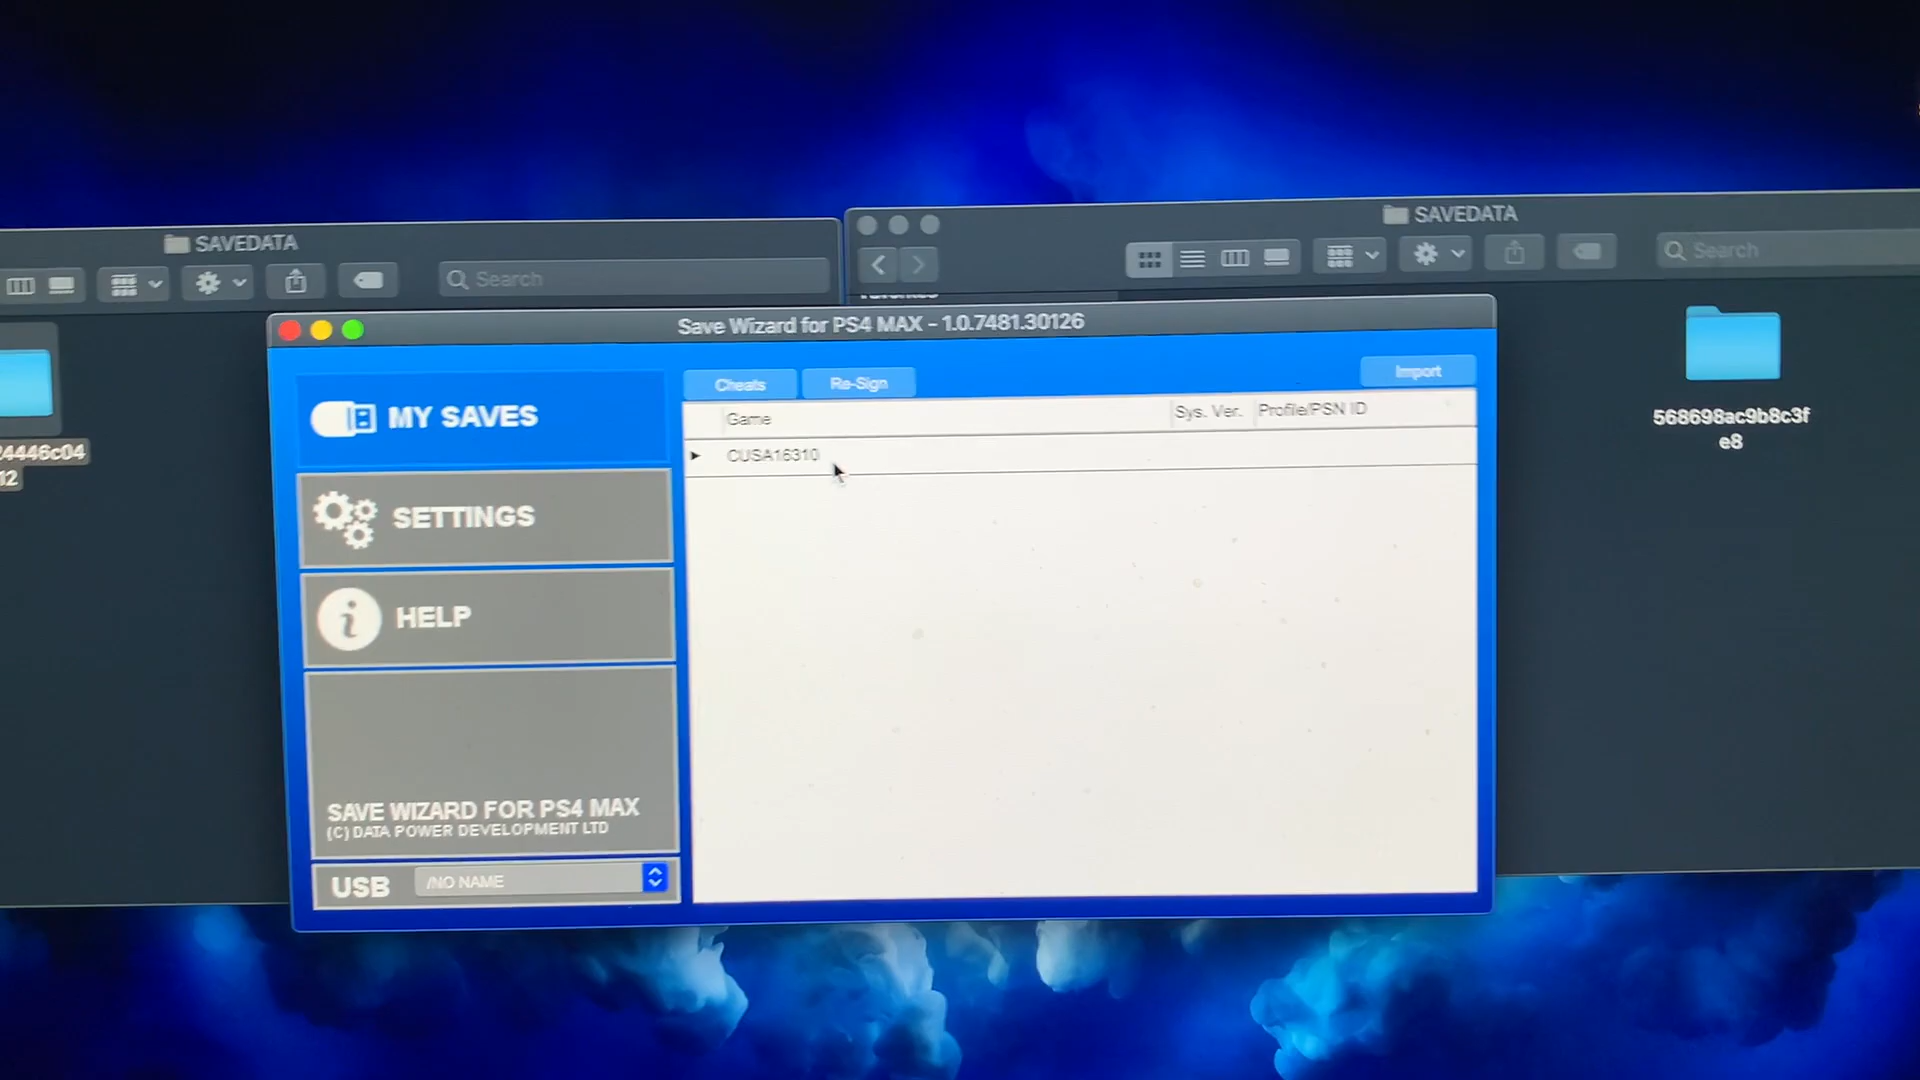 SAVEDATA
Search
24446c04
12
SAVEDATA
Search
568698ac9b8c3f
e8
Save Wizard for PS4 MAX - 1.0.7481.30126
MY SAVES
SETTINGS
HELP
SAVE WIZARD FOR PS4 MAX
(C) DATA POWER DEVELOPMENT LTD
USB
/NO NAME
Cheats
Re-Sign
Import
Game
Sys. Ver.
Profile/PSN ID
CUSA16310